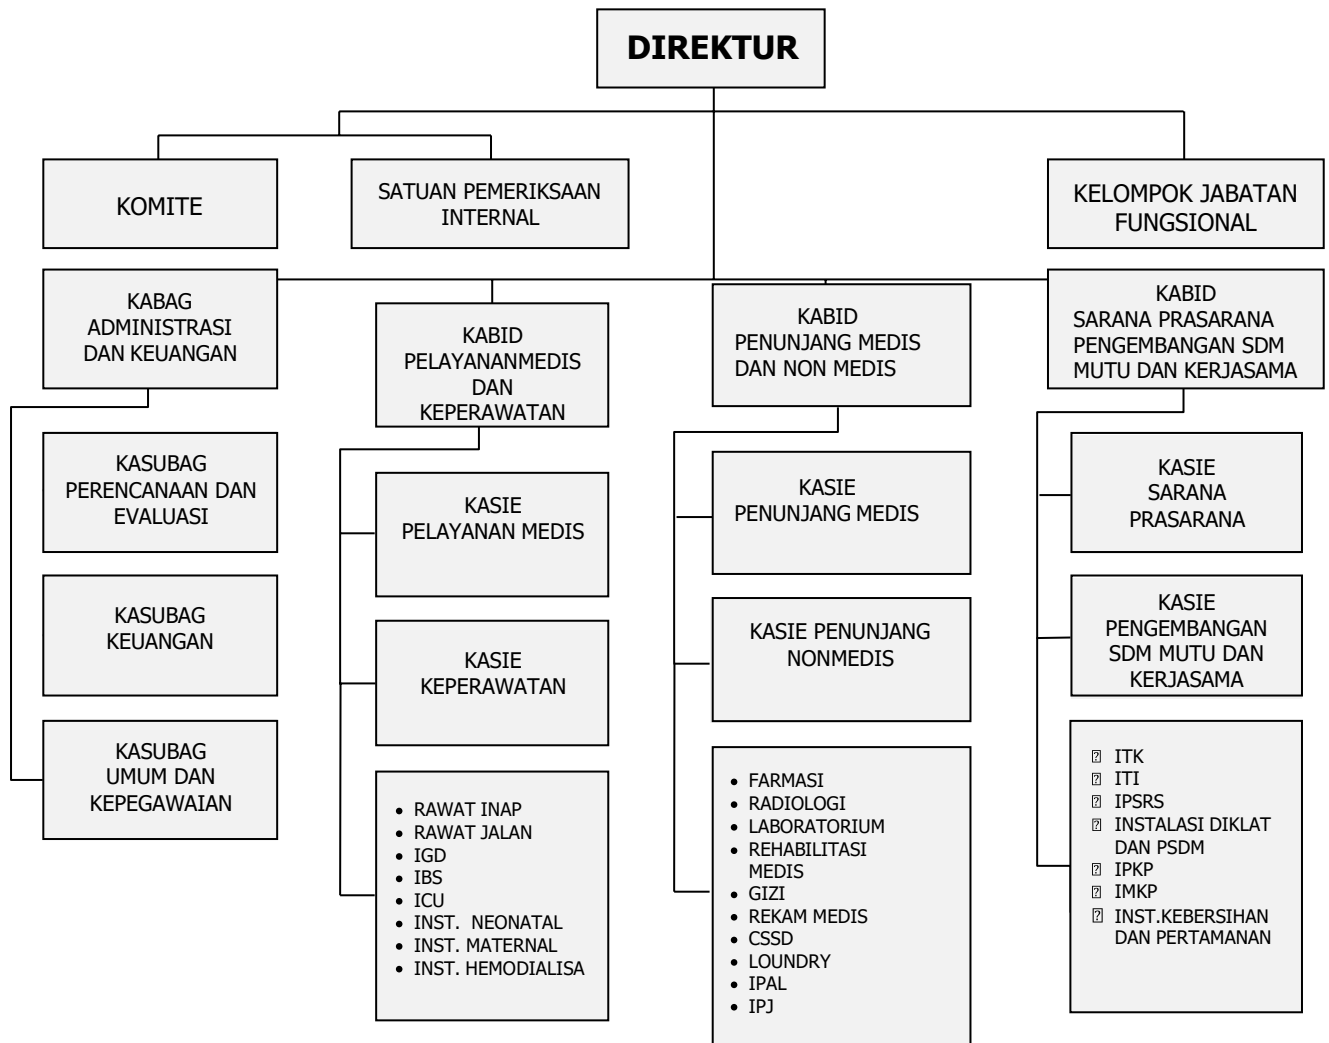 DIREKTUR
KOMITE
SATUAN PEMERIKSAAN
INTERNAL
KELOMPOK JABATAN
FUNGSIONAL
KABAG
ADMINISTRASI
DAN KEUANGAN
KABID
PELAYANANMEDIS
DAN
KEPERAWATAN
KABID
PENUNJANG MEDIS
DAN NON MEDIS
KABID
SARANA PRASARANA
PENGEMBANGAN SDM
MUTU DAN KERJASAMA
KASUBAG
PERENCANAAN DAN
EVALUASI
KASUBAG
KEUANGAN
KASUBAG
UMUM DAN
KEPEGAWAIAN
KASIE
PELAYANAN MEDIS
KASIE
KEPERAWATAN
• RAWAT INAP
• RAWAT JALAN
• IGD
• IBS
• ICU
• INST. NEONATAL
• INST. MATERNAL
• INST. HEMODIALISA
KASIE
PENUNJANG MEDIS
KASIE PENUNJANG
NONMEDIS
• FARMASI
• RADIOLOGI
• LABORATORIUM
• REHABILITASI
MEDIS
• GIZI
• REKAM MEDIS
• CSSD
• LOUNDRY
• IPAL
• IPJ
KASIE
SARANA
PRASARANA
KASIE
PENGEMBANGAN
SDM MUTU DAN
KERJASAMA
⍰ ITK
⍰ ITI
⍰ IPSRS
⍰ INSTALASI DIKLAT
DAN PSDM
⍰ IPKP
⍰ IMKP
⍰ INST.KEBERSIHAN
DAN PERTAMANAN